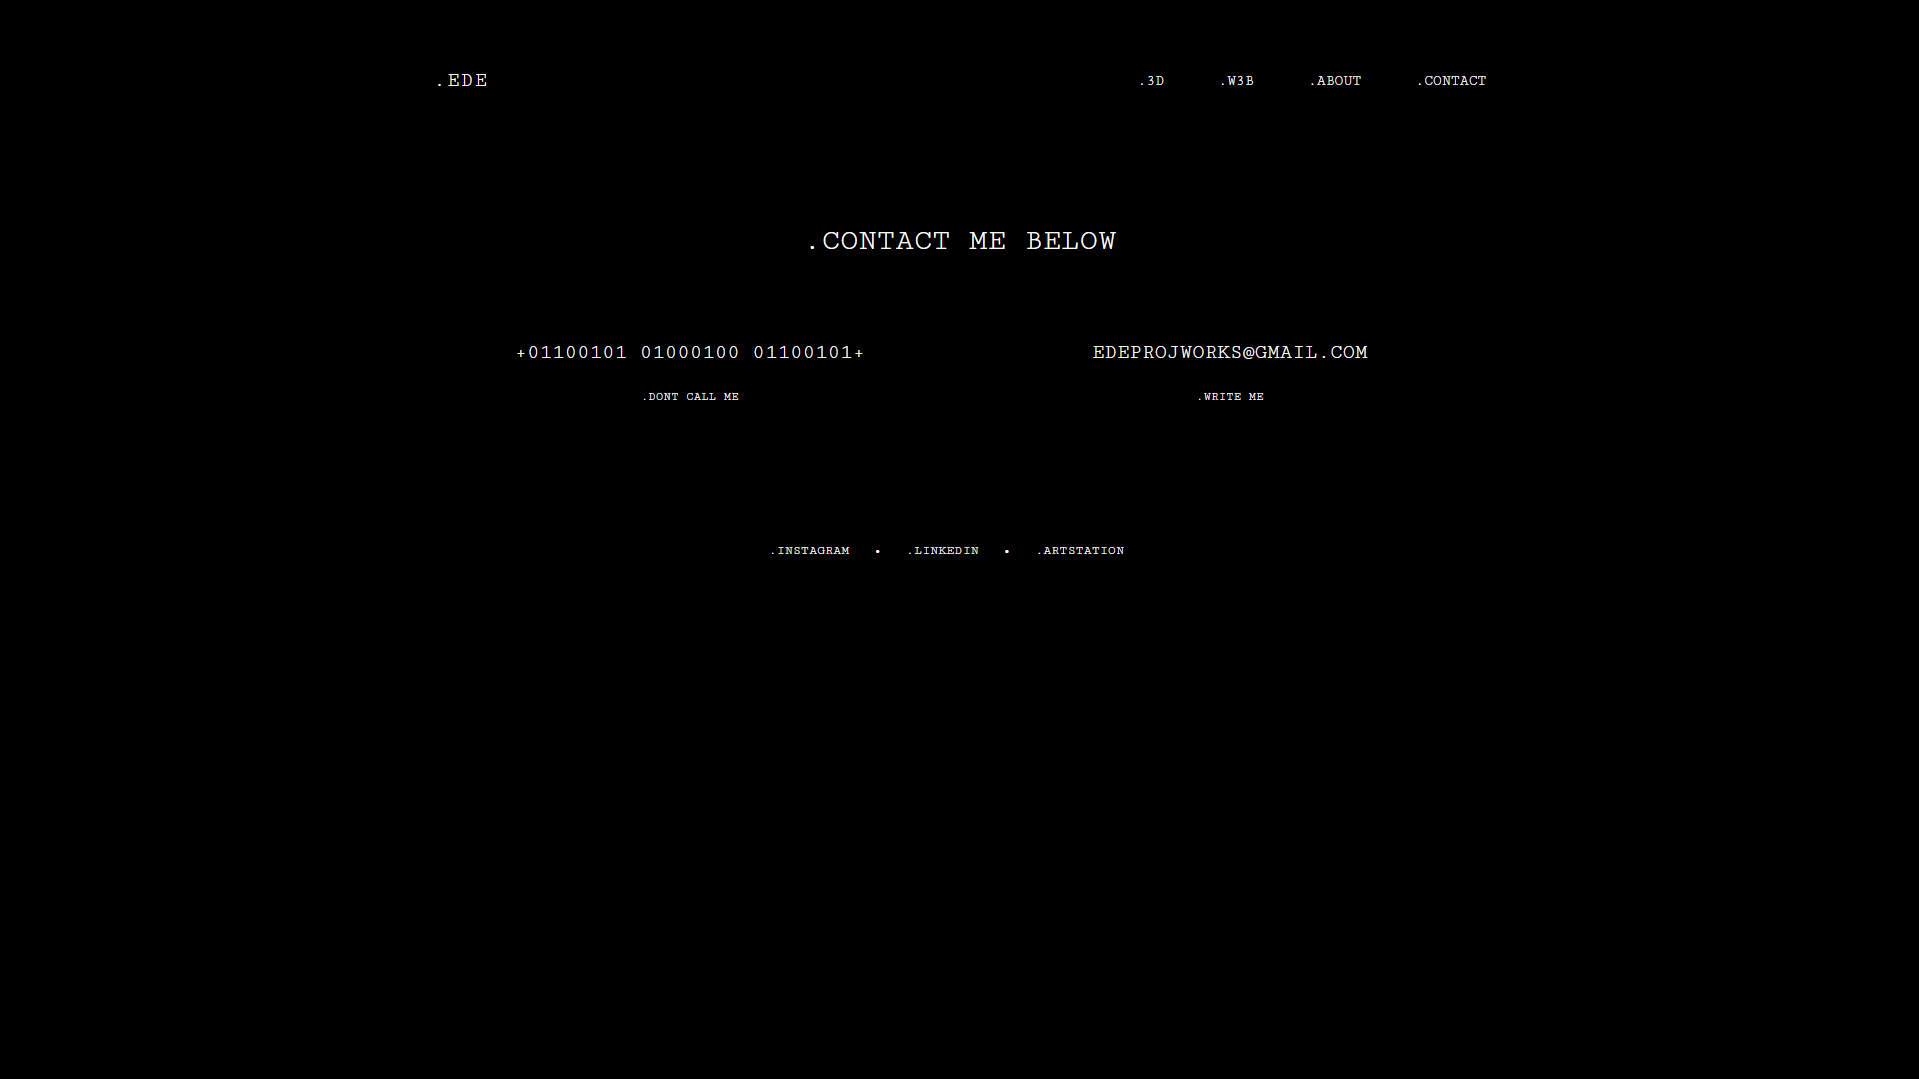 .EDE
.3D .W3B .ABOUT .CONTACT
.CONTACT ME BELOW
+01100101 01000100 01100101+
.DONT CALL ME
EDEPROJWORKS@GMAIL.COM
.WRITE ME
.INSTAGRAM • .LINKEDIN • .ARTSTATION